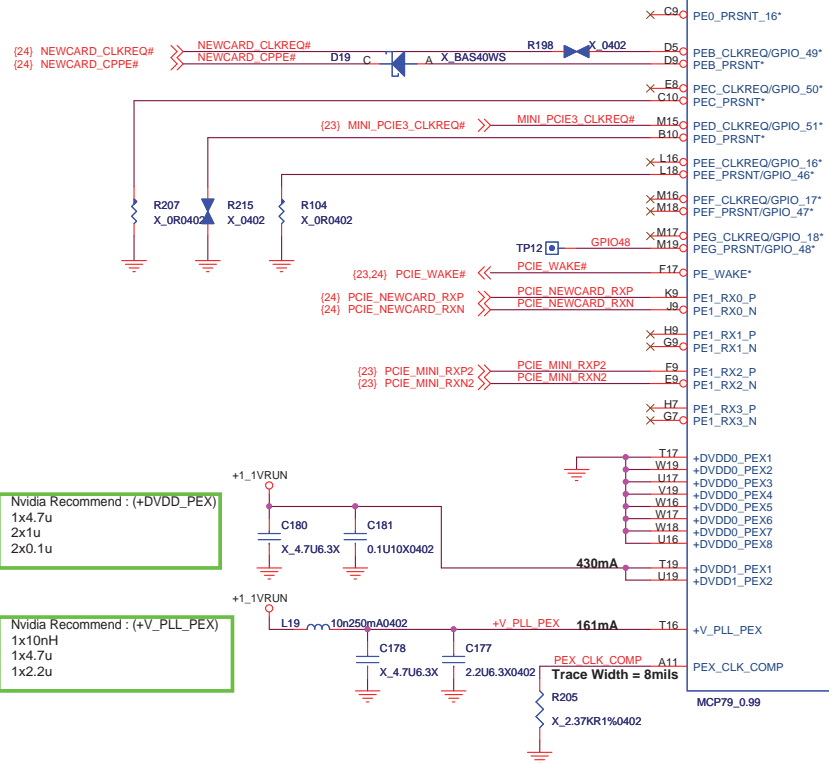 C9 PE0_PRSNT_16*
{24} NEWCARD_CLKREQ# NEWCARD_CLKREQ# R198 X_0402 D5 PEB_CLKREQ/GPIO_49*
{24} NEWCARD_CPPE# NEWCARD_CPPE# D19 C A X_BAS40WS D9 PEB_PRSNT*
E8 PEC_CLKREQ/GPIO_50*
C10 PEC_PRSNT*
{23} MINI_PCIE3_CLKREQ# MINI_PCIE3_CLKREQ# M15 PED_CLKREQ/GPIO_51*
B10 PED_PRSNT*
L16 PEE_CLKREQ/GPIO_16*
L18 PEE_PRSNT/GPIO_46*
M16 PEF_CLKREQ/GPIO_17*
M18 PEF_PRSNT/GPIO_47*
R207 R215 R104
X_0R0402 X_0402 X_0R0402
M17 PEG_CLKREQ/GPIO_18*
TP12 GPIO48 M19 PEG_PRSNT/GPIO_48*
{23,24} PCIE_WAKE# PCIE_WAKE# F17 PE_WAKE*
{24} PCIE_NEWCARD_RXP PCIE_NEWCARD_RXP K9 PE1_RX0_P
{24} PCIE_NEWCARD_RXN PCIE_NEWCARD_RXN J9 PE1_RX0_N
H9 PE1_RX1_P
G9 PE1_RX1_N
{23} PCIE_MINI_RXP2 PCIE_MINI_RXP2 F9 PE1_RX2_P
{23} PCIE_MINI_RXN2 PCIE_MINI_RXN2 E9 PE1_RX2_N
H7 PE1_RX3_P
G7 PE1_RX3_N
T17 +DVDD0_PEX1
W19 +DVDD0_PEX2
U17 +DVDD0_PEX3
V19 +DVDD0_PEX4
W16 +DVDD0_PEX5
W17 +DVDD0_PEX6
W18 +DVDD0_PEX7
U16 +DVDD0_PEX8
+1_1VRUN
Nvidia Recommend : (+DVDD_PEX)
1x4.7u
2x1u
2x0.1u
C180 C181
X_4.7U6.3X 0.1U10X0402
430mA T19 +DVDD1_PEX1
U19 +DVDD1_PEX2
+1_1VRUN
Nvidia Recommend : (+V_PLL_PEX)
1x10nH
1x4.7u
1x2.2u
L19 10n250mA0402 +V_PLL_PEX 161mA T16 +V_PLL_PEX
C178 C177
X_4.7U6.3X 2.2U6.3X0402
PEX_CLK_COMP A11 PEX_CLK_COMP
Trace Width = 8mils
R205
X_2.37KR1%0402
MCP79_0.99